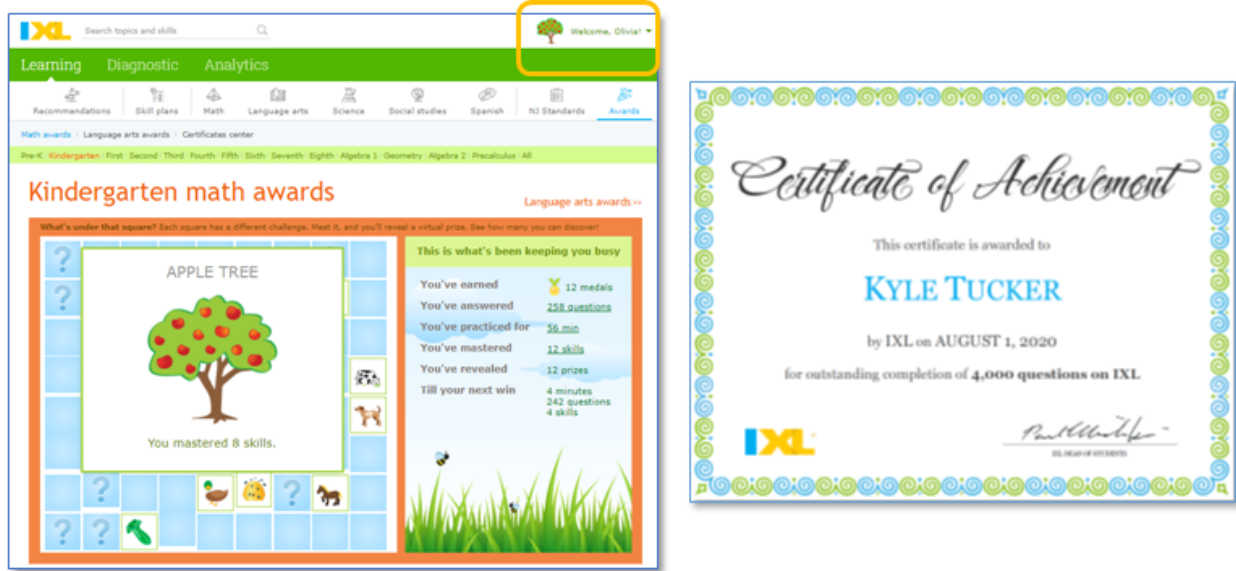 IXL
Search topics and skills
Welcome, Olivia!
Learning Diagnostic Analytics
Recommendations Skill plans Math Language arts Science Social studies Spanish NJ Standards Awards
Math awards Language arts awards Certificates center
Pre-K Kindergarten First Second Third Fourth Fifth Sixth Seventh Eighth Algebra 1 Geometry Algebra 2 Precalculus All
Kindergarten math awards
Language arts awards >>
What's under that square? Each square has a different challenge. Meet it, and you'll reveal a virtual prize. See how many you can discover!
?
?
APPLE TREE
You mastered 8 skills.
? ?
? ?
This is what's been keeping you busy
You've earned 12 medals
You've answered 258 questions
You've practiced for 56 min
You've mastered 12 skills
You've revealed 12 prizes
Till your next win 4 minutes
242 questions
4 skills
Certificate of Achievement
This certificate is awarded to
KYLE TUCKER
by IXL on AUGUST 1, 2020
for outstanding completion of 4,000 questions on IXL
IXL
IXL DEAN OF STUDENTS